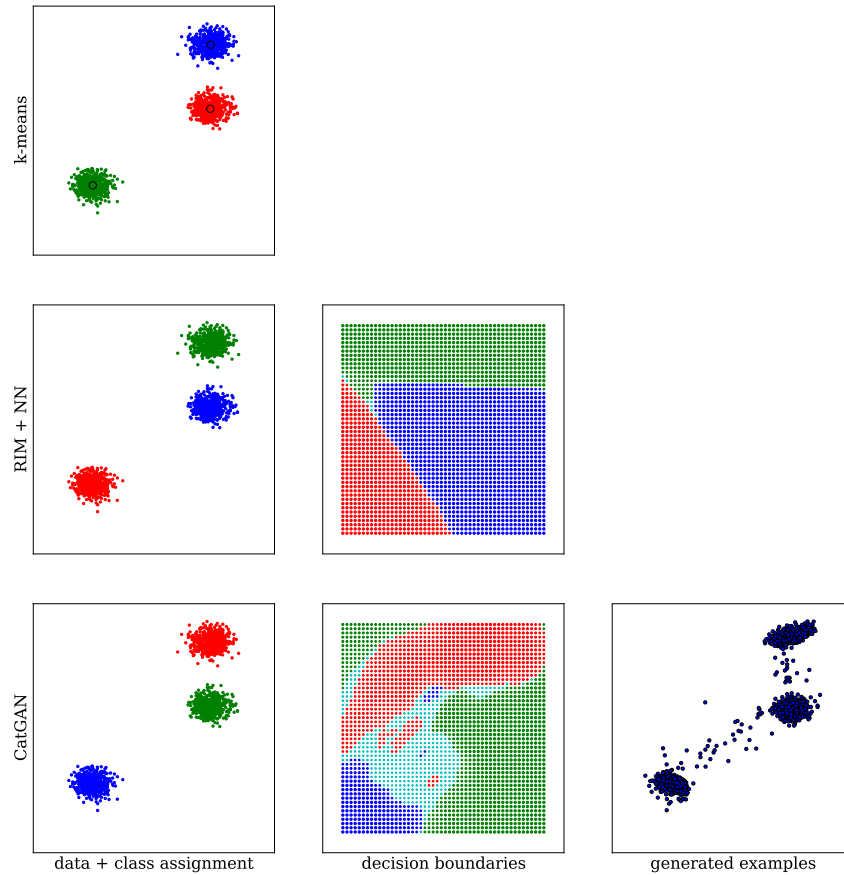 k-means
RIM + NN
CatGAN
data + class assignment
decision boundaries
generated examples